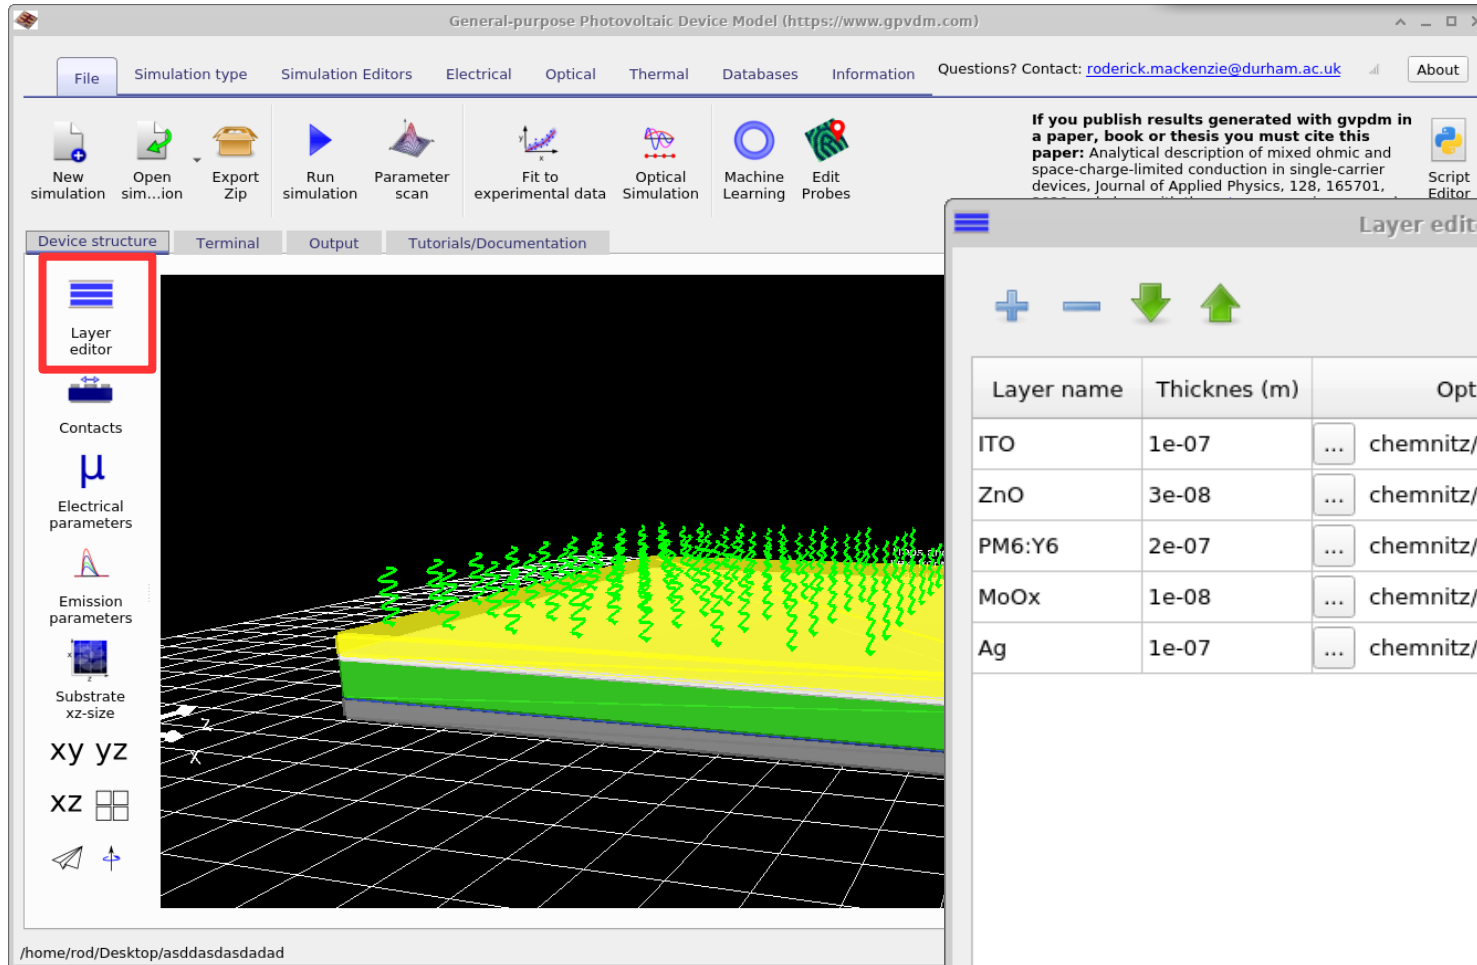 General-purpose Photovoltaic Device Model (https://www.gpvdm.com)
File Simulation type Simulation Editors Electrical Optical Thermal Databases Information Questions? Contact: roderick.mackenzie@durham.ac.uk About
New simulation
Open sim...ion
Export Zip
Run simulation
Parameter scan
Fit to experimental data
Optical Simulation
Machine Learning
Edit Probes
If you publish results generated with gvpdm in
a paper, book or thesis you must cite this
paper: Analytical description of mixed ohmic and
space-charge-limited conduction in single-carrier
devices, Journal of Applied Physics, 128, 165701,
Script
Editor
Device structure Terminal Output Tutorials/Documentation
Layer
editor
Contacts
μ
Electrical
parameters
Emission
parameters
Substrate
xz-size
xy yz
xz
Z
X
Layer edit
Layer name Thicknes (m) Opt
ITO 1e-07 ... chemnitz/
ZnO 3e-08 ... chemnitz/
PM6:Y6 2e-07 ... chemnitz/
MoOx 1e-08 ... chemnitz/
Ag 1e-07 ... chemnitz/
/home/rod/Desktop/asddasdasdadad